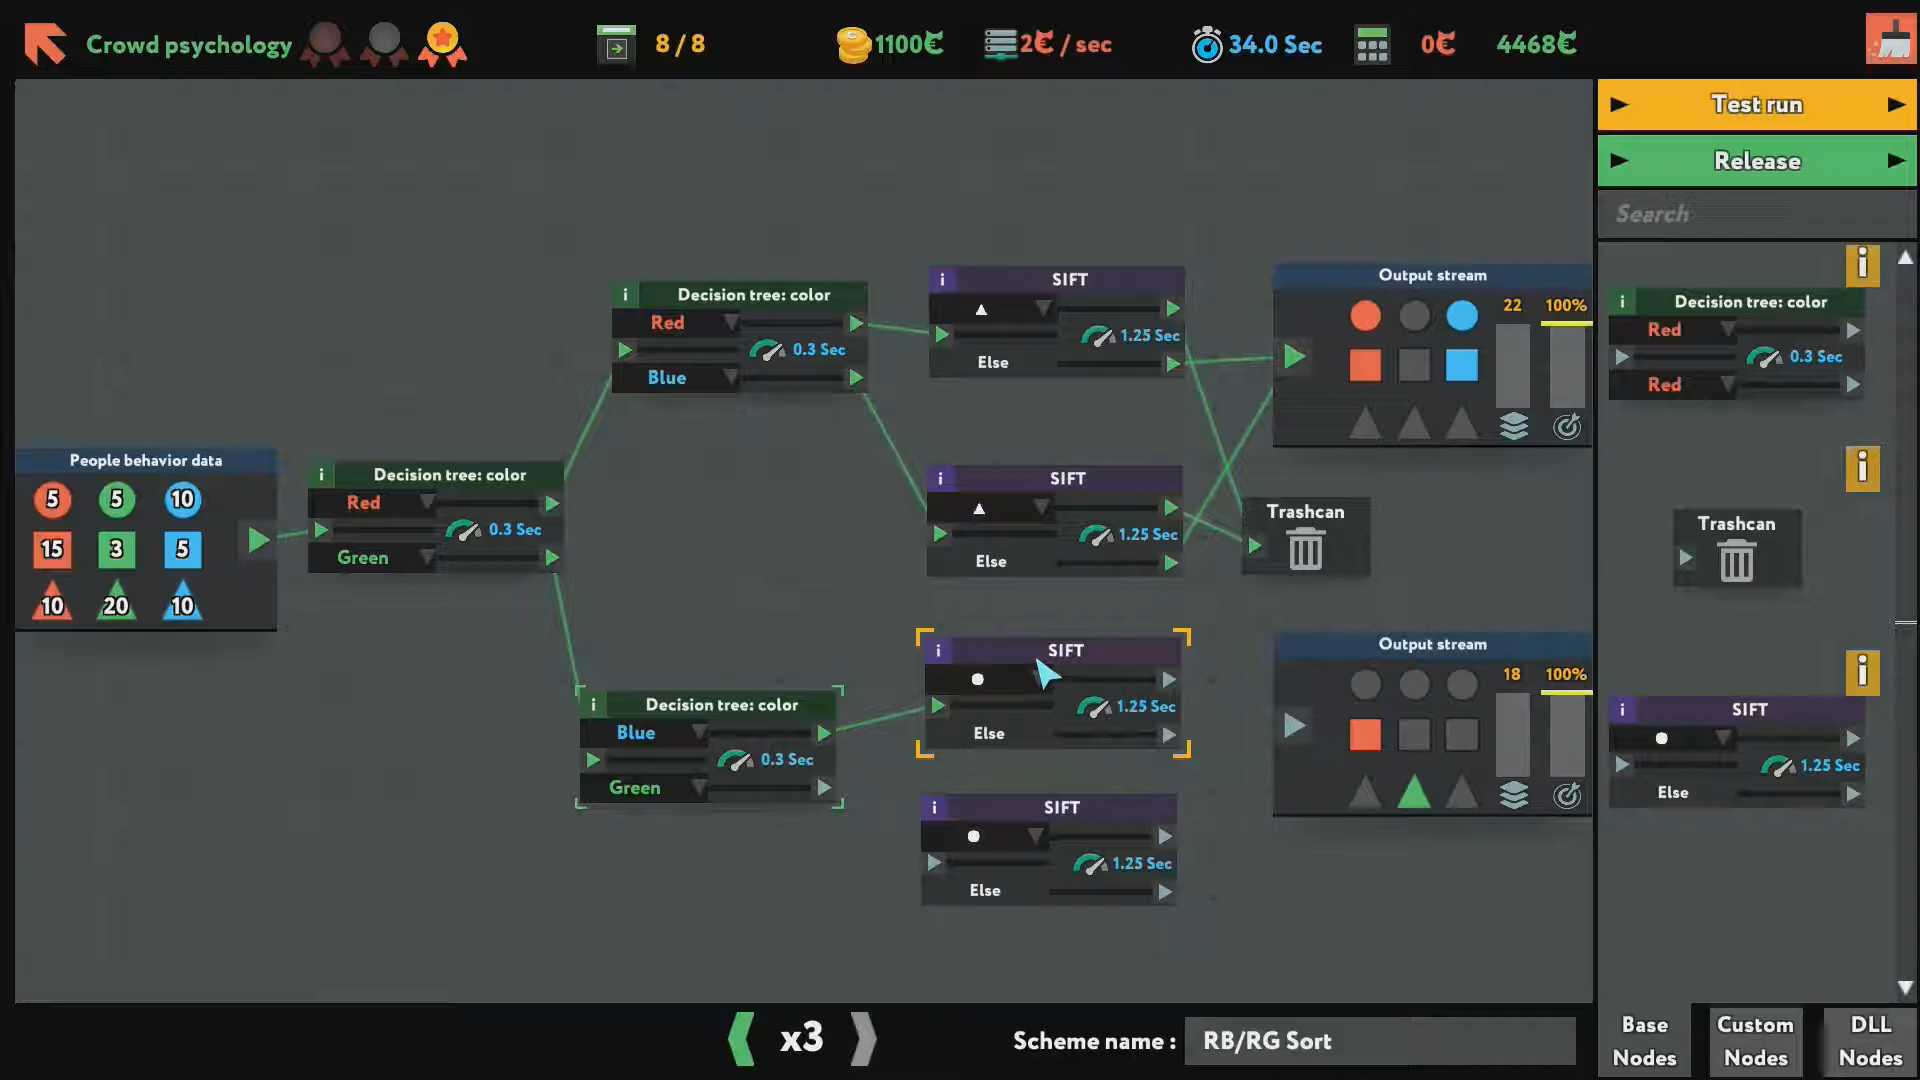 Crowd psychology
8 / 8
1100€
2€ / sec
34.0 Sec
0€
4468€
Test run
Release
Search
i Decision tree: color
Red
0.3 Sec
Blue
i SIFT
1.25 Sec
Else
Output stream
22 100%
i
i Decision tree: color
Red
0.3 Sec
Red
People behavior data
5 5 10
15 3 5
10 20 10
i Decision tree: color
Red
0.3 Sec
Green
i SIFT
1.25 Sec
Else
Trashcan
i
Trashcan
i Decision tree: color
Blue
0.3 Sec
Green
i SIFT
1.25 Sec
Else
Output stream
18 100%
i
i SIFT
1.25 Sec
Else
i SIFT
1.25 Sec
Else
x3
Scheme name : RB/RG Sort
Base
Nodes
Custom
Nodes
DLL
Nodes